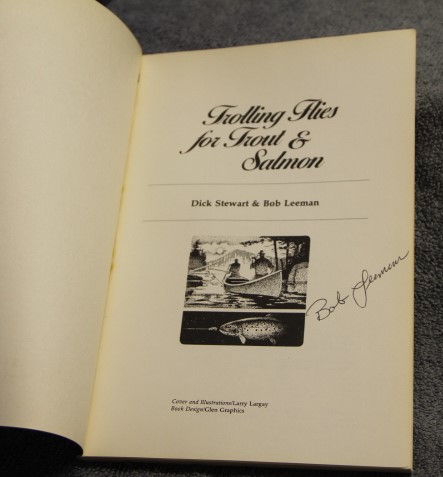 Trolling Flies
for Trout &
Salmon
Dick Stewart & Bob Leeman
Bob Leeman
Cover and Illustrations/Larry Largay
Book Design/Glen Graphics